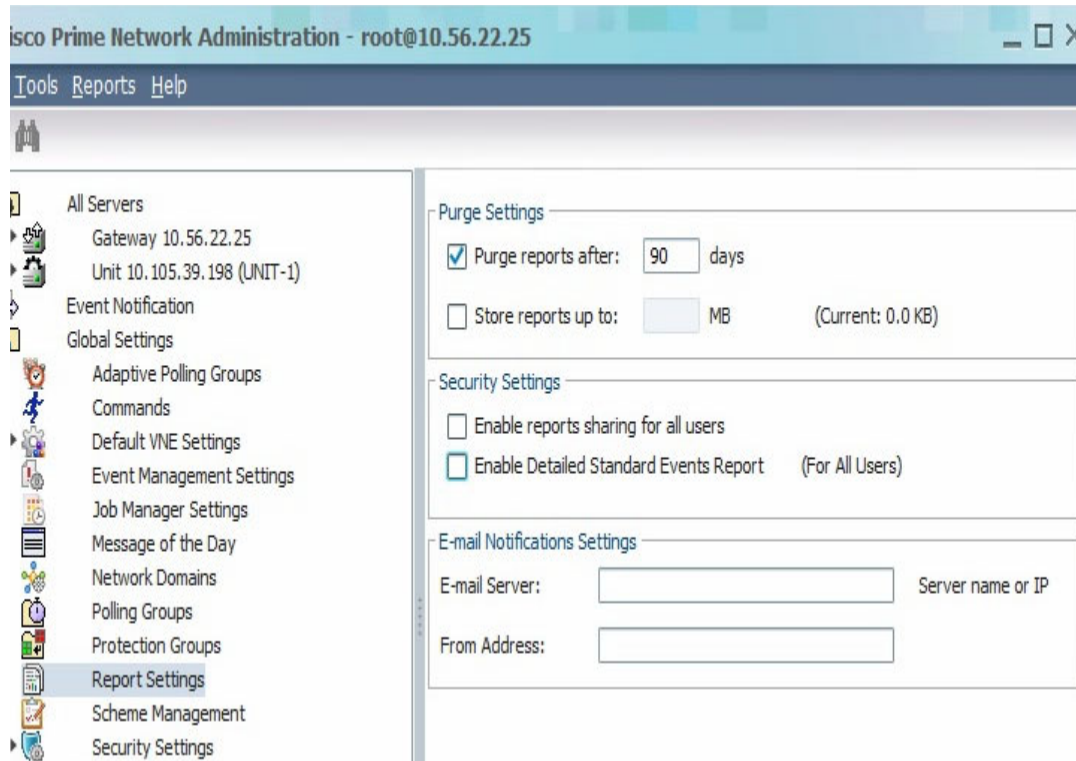 isco Prime Network Administration - root@10.56.22.25
Tools Reports Help
All Servers
Gateway 10.56.22.25
Unit 10.105.39.198 (UNIT-1)
Event Notification
Global Settings
Adaptive Polling Groups
Commands
Default VNE Settings
Event Management Settings
Job Manager Settings
Message of the Day
Network Domains
Polling Groups
Protection Groups
Report Settings
Scheme Management
Security Settings
Purge Settings
Purge reports after: 90 days
Store reports up to: MB (Current: 0.0 KB)
Security Settings
Enable reports sharing for all users
Enable Detailed Standard Events Report (For All Users)
E-mail Notifications Settings
E-mail Server: Server name or IP
From Address: